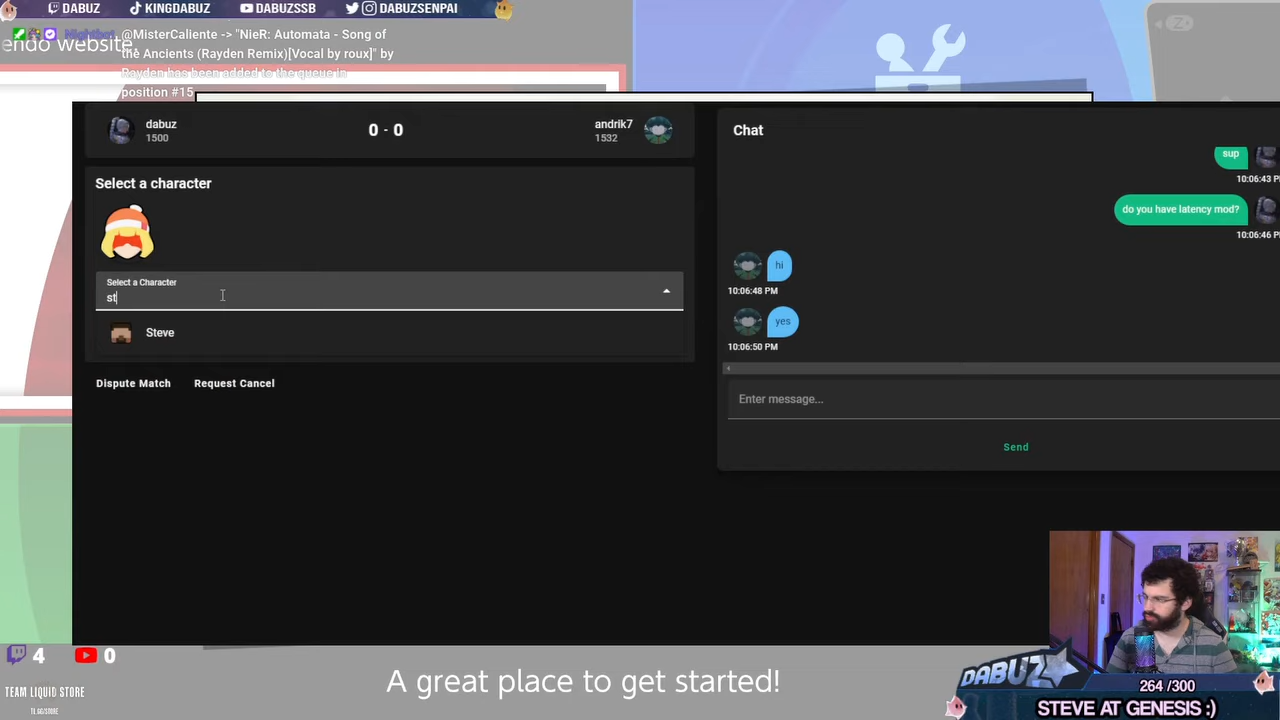 DABUZ KINGDABUZ DABUZSSB DABUZSENPAI
endo website.
Nightbot @MisterCaliente -> "NieR: Automata - Song of
the Ancients (Rayden Remix)[Vocal by roux]" by
Rayden has been added to the queue in
position #15
dabuz
1500
0 - 0
andrik7
1532
Select a character
Select a Character
st
Steve
Dispute Match Request Cancel
Chat
sup
10:06:43 P
do you have latency mod?
10:06:46 P
hi
10:06:48 PM
yes
10:06:50 PM
Enter message...
Send
4 0
TEAM LIQUID STORE
A great place to get started!
DABUZ
264 /300
STEVE AT GENESIS :)